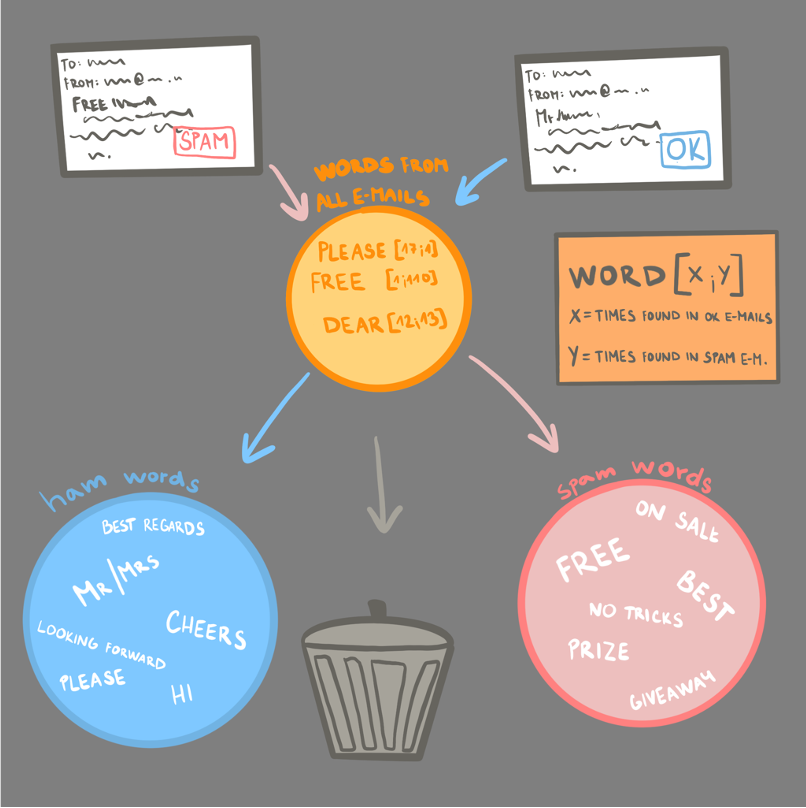 TO:
FROM: @
FREE
SPAM
TO:
FROM: @
Mr
OK
WORDS FROM
ALL E-MAILS
PLEASE [17;1]
FREE [1;110]
DEAR [12;13]
WORD [X;Y]
X = TIMES FOUND IN OK E-MAILS
Y = TIMES FOUND IN SPAM E-M.
ham words
BEST REGARDS
MR/MRS
CHEERS
LOOKING FORWARD
PLEASE
HI
spam words
ON SALE
FREE
BEST
NO TRICKS
PRIZE
GIVEAWAY